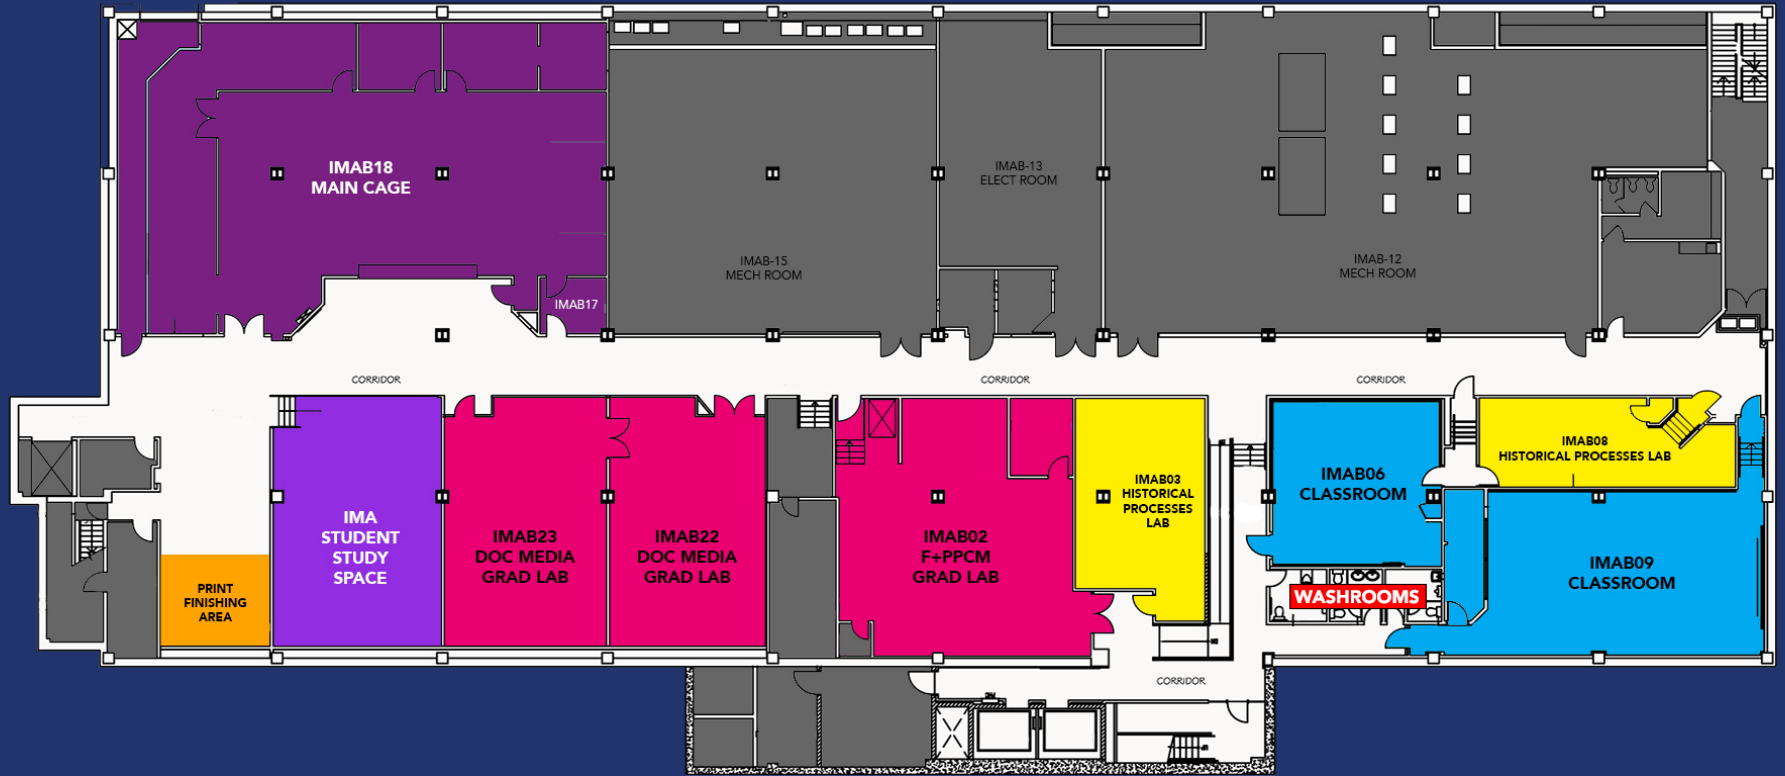 IMAB18
MAIN CAGE
IMAB-13
ELECT ROOM
IMAB-15
MECH ROOM
IMAB-12
MECH ROOM
IMAB17
CORRIDOR
CORRIDOR
CORRIDOR
IMAB08
HISTORICAL PROCESSES LAB
IMAB06
CLASSROOM
IMAB03
HISTORICAL
PROCESSES
LAB
IMA
STUDENT
STUDY
SPACE
IMAB23
DOC MEDIA
GRAD LAB
IMAB22
DOC MEDIA
GRAD LAB
IMAB02
F+PPCM
GRAD LAB
IMAB09
CLASSROOM
PRINT
FINISHING
AREA
WASHROOMS
CORRIDOR